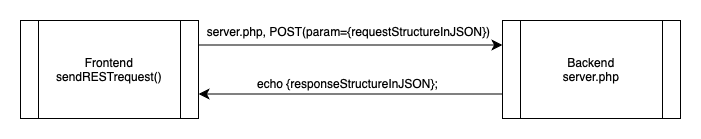 server.php, POST(param={requestStructureInJSON})
Frontend
sendRESTrequest()
Backend
server.php
echo {responseStructureInJSON};